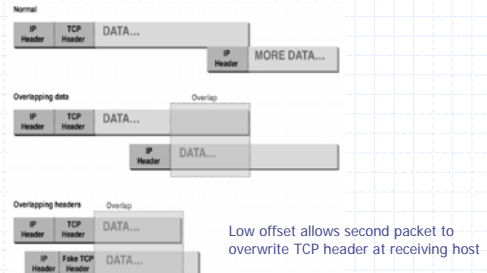 Normal
IP Header TCP Header DATA...
IP Header MORE DATA...
Overlapping data Overlap
IP Header TCP Header DATA...
IP Header DATA...
Overlapping headers Overlap
IP Header TCP Header DATA...
IP Header Fake TCP Header DATA...
Low offset allows second packet to
overwrite TCP header at receiving host